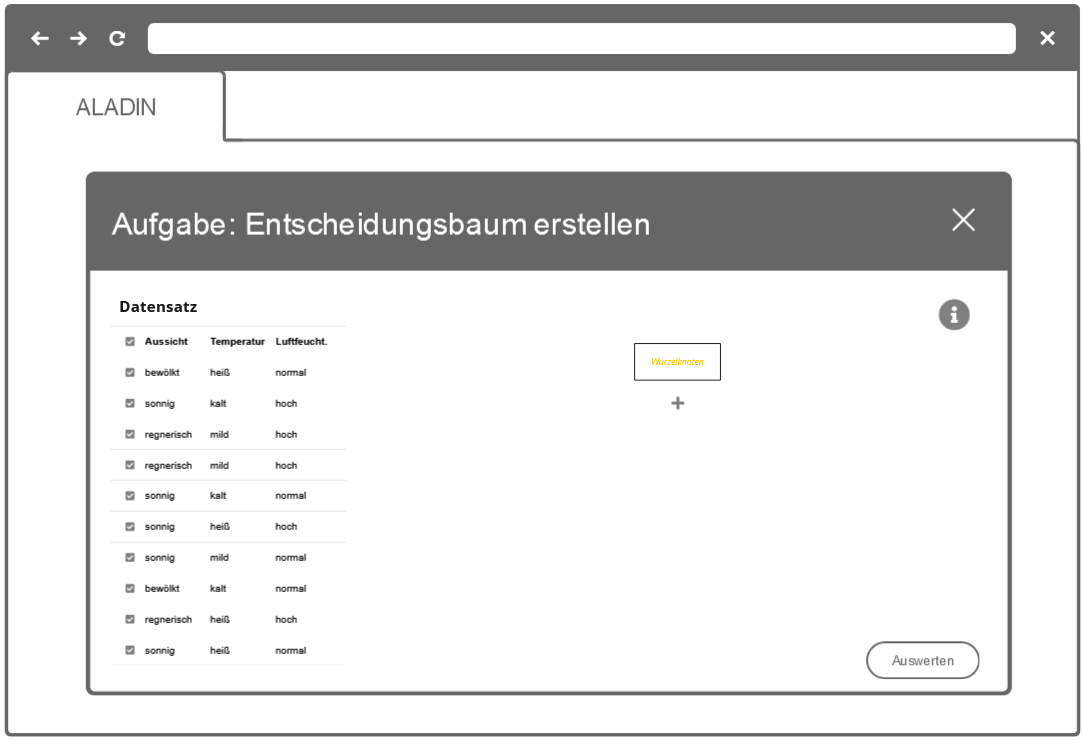 ALADIN
Aufgabe: Entscheidungsbaum erstellen
Datensatz
Aussicht Temperatur Luftfeucht.
bewölkt heiß normal
sonnig kalt hoch
regnerisch mild hoch
regnerisch mild hoch
sonnig kalt normal
sonnig heiß hoch
sonnig mild normal
bewölkt kalt normal
regnerisch heiß hoch
sonnig heiß normal
Wurzelknoten
+
Auswerten